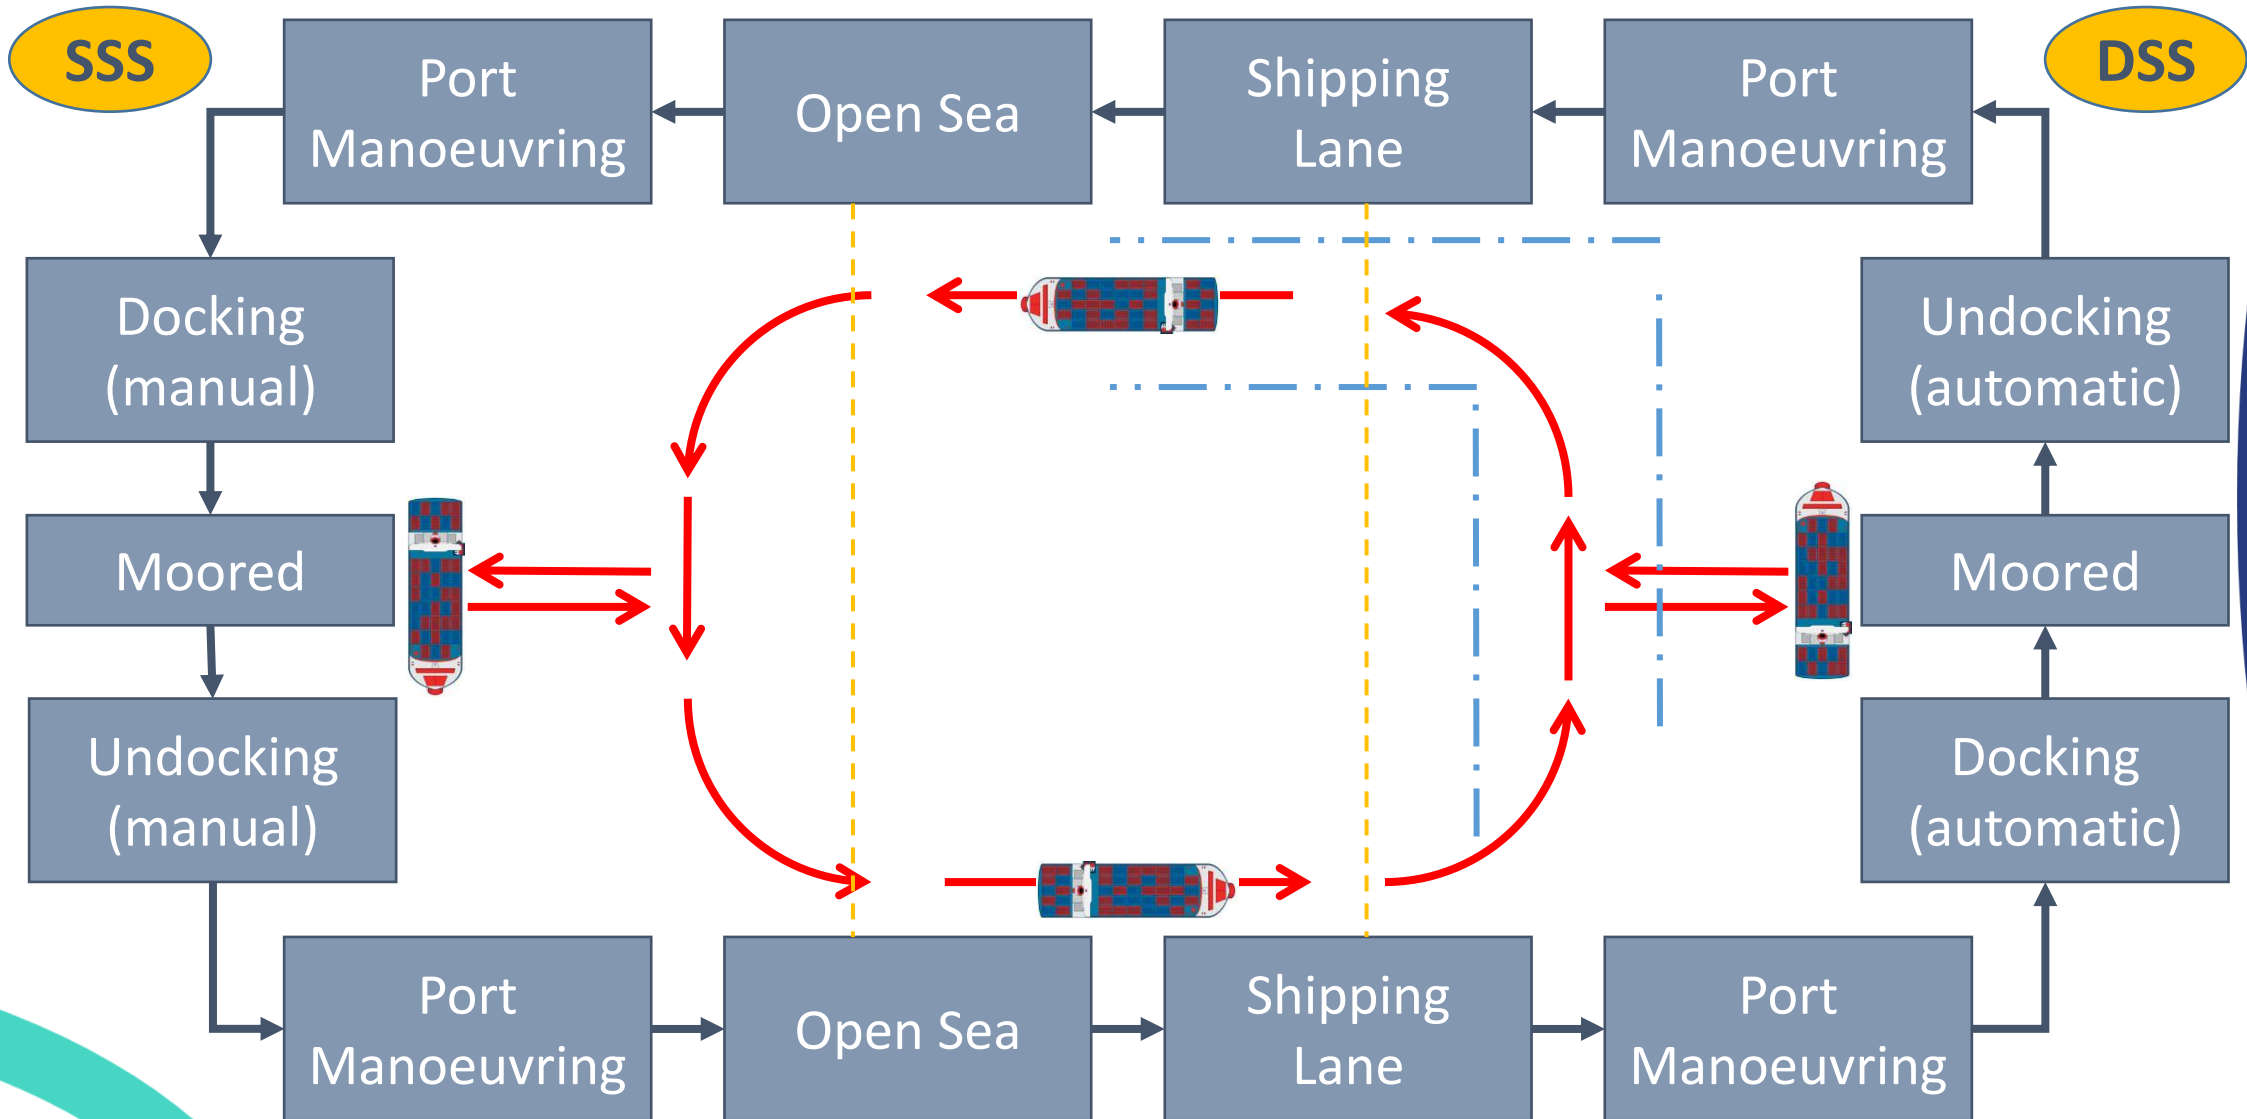 SSS
Port
Manoeuvring
Open Sea
Shipping
Lane
Port
Manoeuvring
DSS
Docking
(manual)
Undocking
(automatic)
Moored
Moored
Undocking
(manual)
Docking
(automatic)
Port
Manoeuvring
Open Sea
Shipping
Lane
Port
Manoeuvring